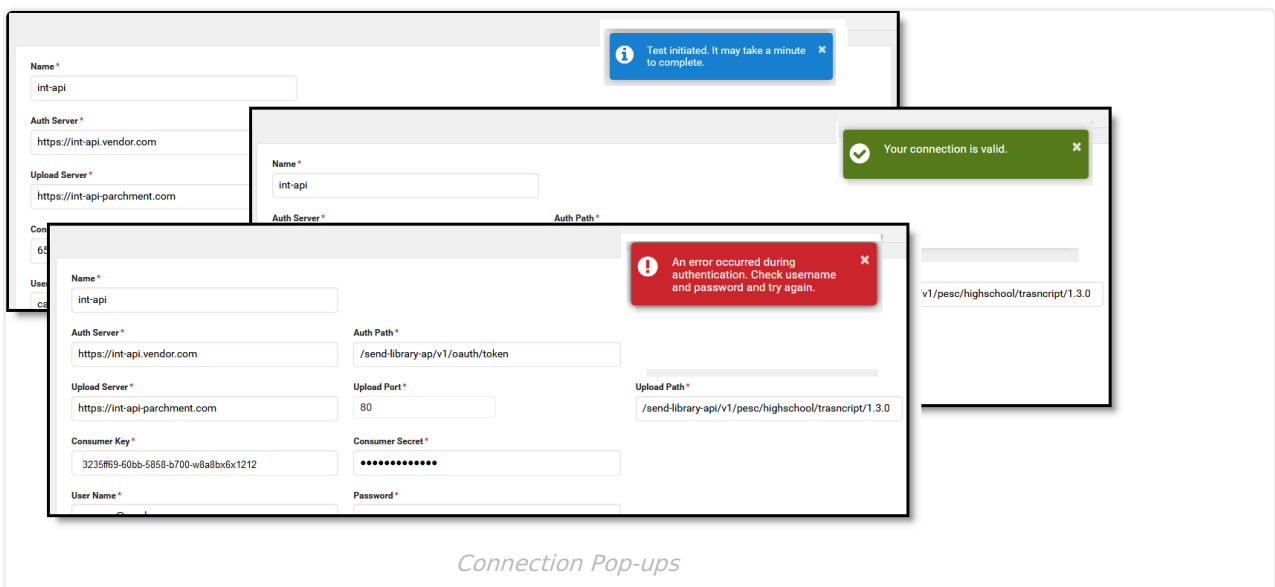 Test initiated. It may take a minute
to complete.
Name*
int-api
Auth Server*
https://int-api.vendor.com
Upload Server*
https://int-api-parchment.com
Con
65
User
ca
Your connection is valid.
Name*
int-api
Auth Server*
Auth Path*
v1/pesc/highschool/trasncript/1.3.0
An error occurred during
authentication. Check username
and password and try again.
Name*
int-api
Auth Server*
Auth Path*
https://int-api.vendor.com
/send-library-ap/v1/oauth/token
Upload Server*
Upload Port*
Upload Path*
https://int-api-parchment.com
80
/send-library-api/v1/pesc/highschool/trasncript/1.3.0
Consumer Key*
Consumer Secret*
3235ff69-60bb-5858-b700-w8a8bx6x1212
User Name*
Password*
Connection Pop-ups